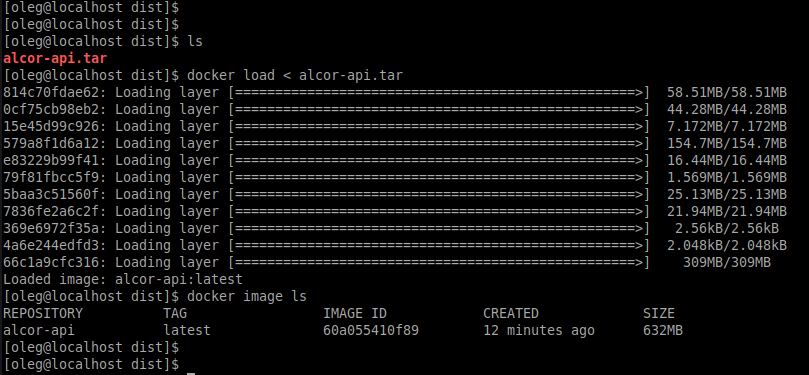 [oleg@localhost dist]$
[oleg@localhost dist]$
[oleg@localhost dist]$ ls
alcor-api.tar
[oleg@localhost dist]$ docker load < alcor-api.tar
814c70fdae62: Loading layer [==================================================>]  58.51MB/58.51MB
0cf75cb98eb2: Loading layer [==================================================>]  44.28MB/44.28MB
15e45d99c926: Loading layer [==================================================>]  7.172MB/7.172MB
579a8f1d6a12: Loading layer [==================================================>]  154.7MB/154.7MB
e83229b99f41: Loading layer [==================================================>]  16.44MB/16.44MB
79f81fbcc5f9: Loading layer [==================================================>]  1.569MB/1.569MB
5baa3c51560f: Loading layer [==================================================>]  25.13MB/25.13MB
7836fe2a6c2f: Loading layer [==================================================>]  21.94MB/21.94MB
369e6972f35a: Loading layer [==================================================>]   2.56kB/2.56kB
4a6e244edfd3: Loading layer [==================================================>]  2.048kB/2.048kB
66c1a9cfc316: Loading layer [==================================================>]    309MB/309MB
Loaded image: alcor-api:latest
[oleg@localhost dist]$ docker image ls
REPOSITORY          TAG                 IMAGE ID            CREATED             SIZE
alcor-api           latest              60a055410f89        12 minutes ago      632MB
[oleg@localhost dist]$
[oleg@localhost dist]$